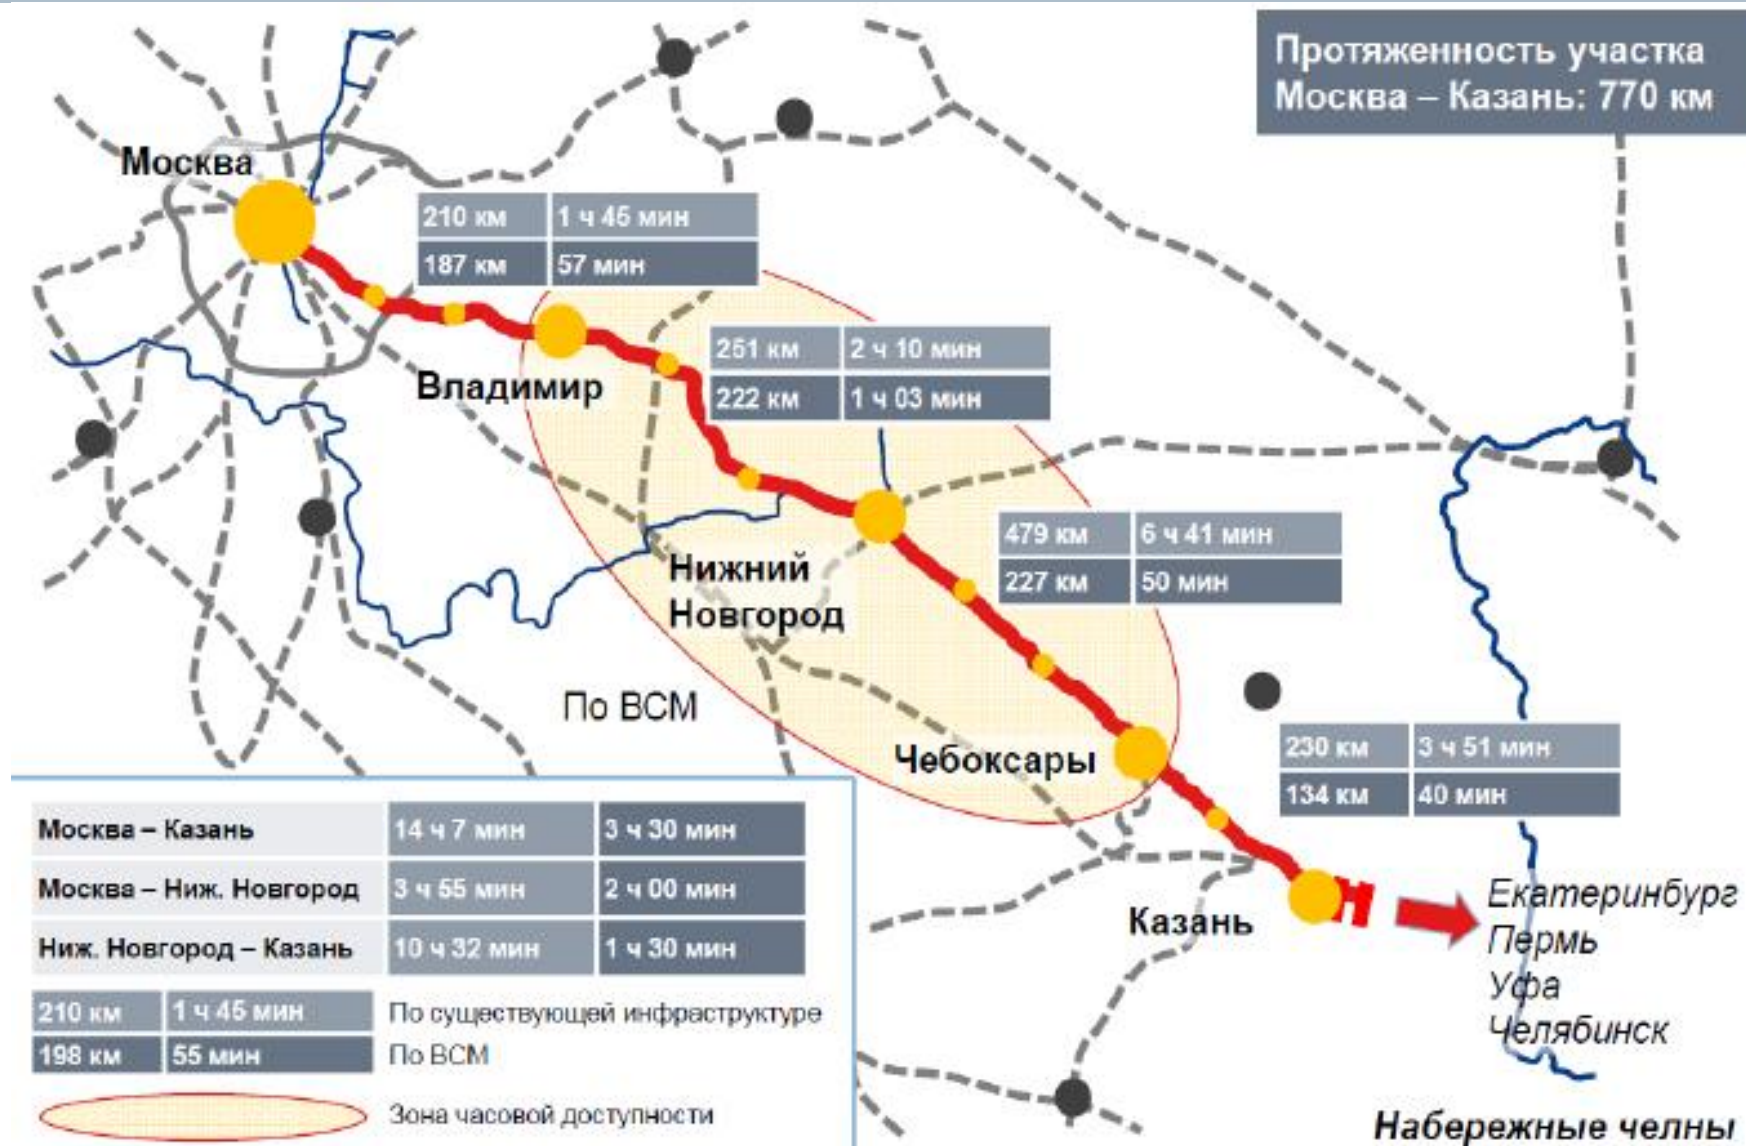 Протяженность участка
Москва – Казань: 770 км
Москва
210 км 1 ч 45 мин
187 км 57 мин
251 км 2 ч 10 мин
222 км 1 ч 03 мин
Владимир
479 км 6 ч 41 мин
227 км 50 мин
Нижний
Новгород
По ВСМ
Чебоксары
230 км 3 ч 51 мин
134 км 40 мин
Казань
Екатеринбург
Пермь
Уфа
Челябинск
Набережные челны
Москва – Казань 14 ч 7 мин 3 ч 30 мин
Москва – Ниж. Новгород 3 ч 55 мин 2 ч 00 мин
Ниж. Новгород – Казань 10 ч 32 мин 1 ч 30 мин
210 км 1 ч 45 мин По существующей инфраструктуре
198 км 55 мин По ВСМ
Зона часовой доступности